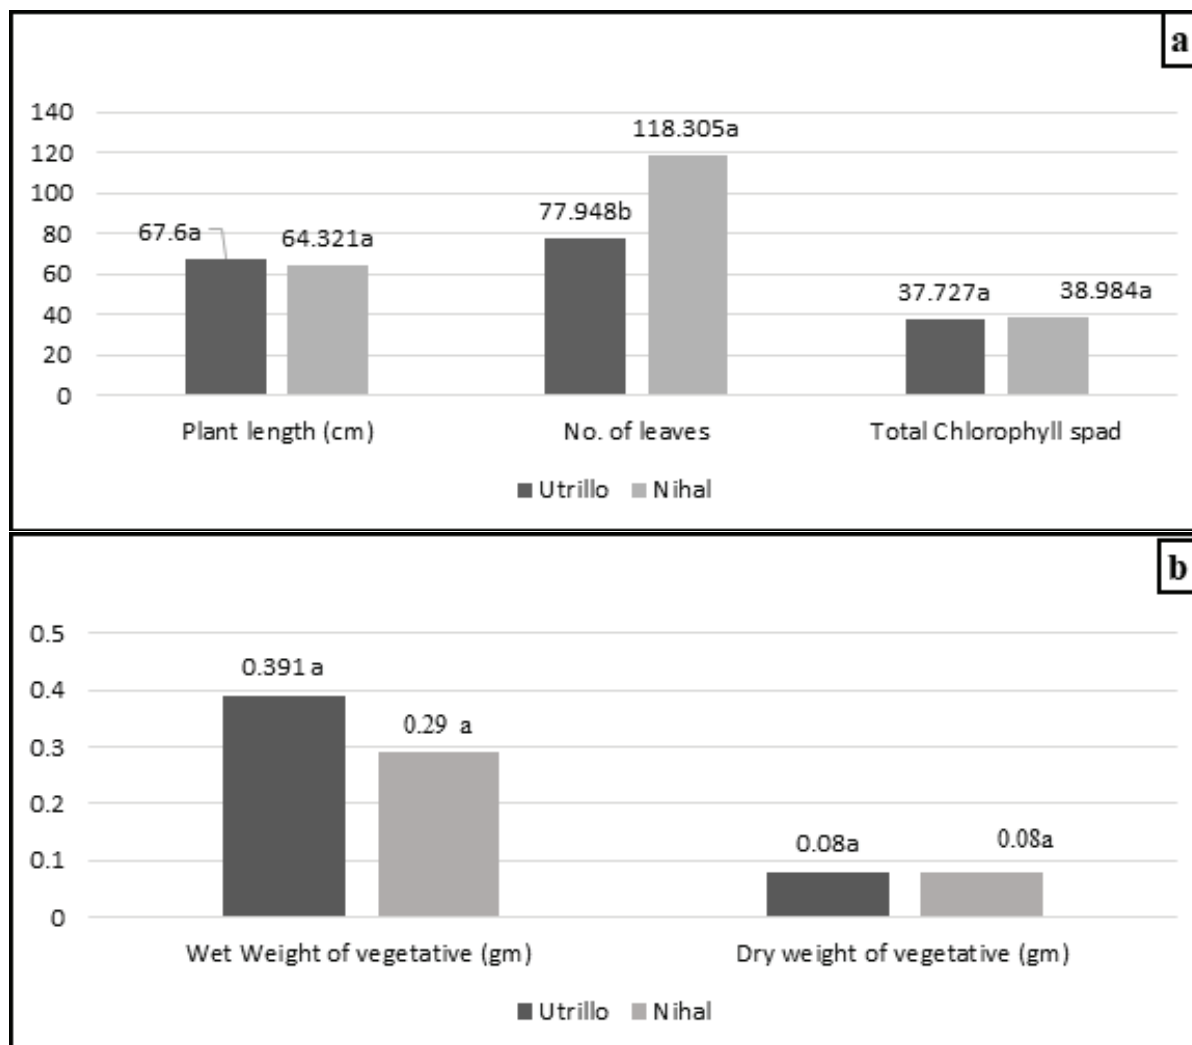 a
140
120
100
80
60
40
20
0
118.305a
77.948b
67.6a 64.321a
37.727a 38.984a
Plant length (cm) No. of leaves Total Chlorophyll spad
Utrillo Nihal
b
0.5
0.4
0.3
0.2
0.1
0
0.391 a
0.29 a
0.08a 0.08a
Wet Weight of vegetative (gm) Dry weight of vegetative (gm)
Utrillo Nihal